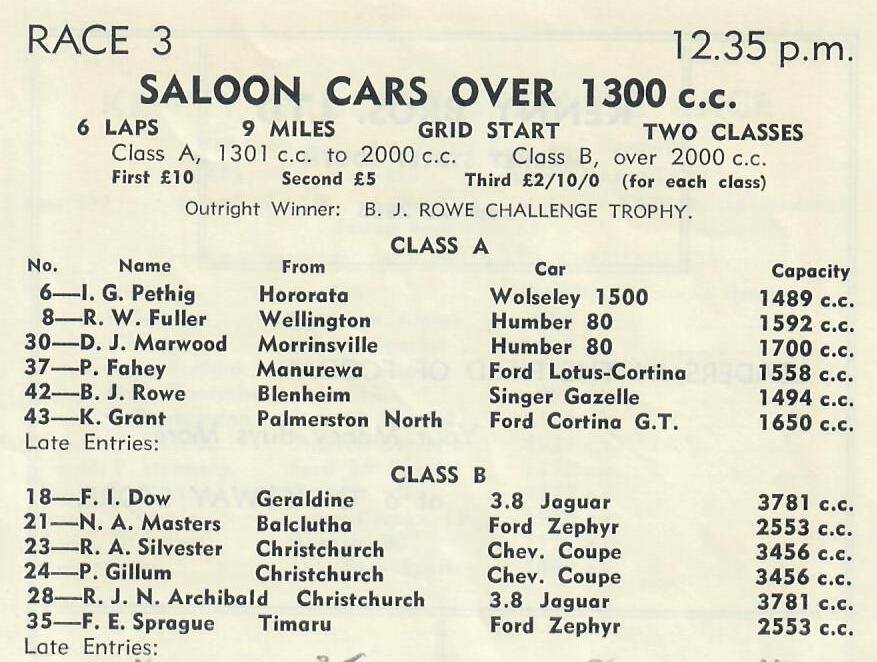 RACE 3 12.35 p.m.
SALOON CARS OVER 1300 c.c.
6 LAPS 9 MILES GRID START TWO CLASSES
Class A, 1301 c.c. to 2000 c.c. Class B, over 2000 c.c.
First £10 Second £5 Third £2/10/0 (for each class)
Outright Winner: B. J. ROWE CHALLENGE TROPHY.
CLASS A
No. Name From Car Capacity
6—I. G. Pethig Hororata Wolseley 1500 1489 c.c.
8—R. W. Fuller Wellington Humber 80 1592 c.c.
30—D. J. Marwood Morrinsville Humber 80 1700 c.c.
37—P. Fahey Manurewa Ford Lotus-Cortina 1558 c.c.
42—B. J. Rowe Blenheim Singer Gazelle 1494 c.c.
43—K. Grant Palmerston North Ford Cortina G.T. 1650 c.c.
Late Entries:
CLASS B
18—F. I. Dow Geraldine 3.8 Jaguar 3781 c.c.
21—N. A. Masters Balclutha Ford Zephyr 2553 c.c.
23—R. A. Silvester Christchurch Chev. Coupe 3456 c.c.
24—P. Gillum Christchurch Chev. Coupe 3456 c.c.
28—R. J. N. Archibald Christchurch 3.8 Jaguar 3781 c.c.
35—F. E. Sprague Timaru Ford Zephyr 2553 c.c.
Late Entries: